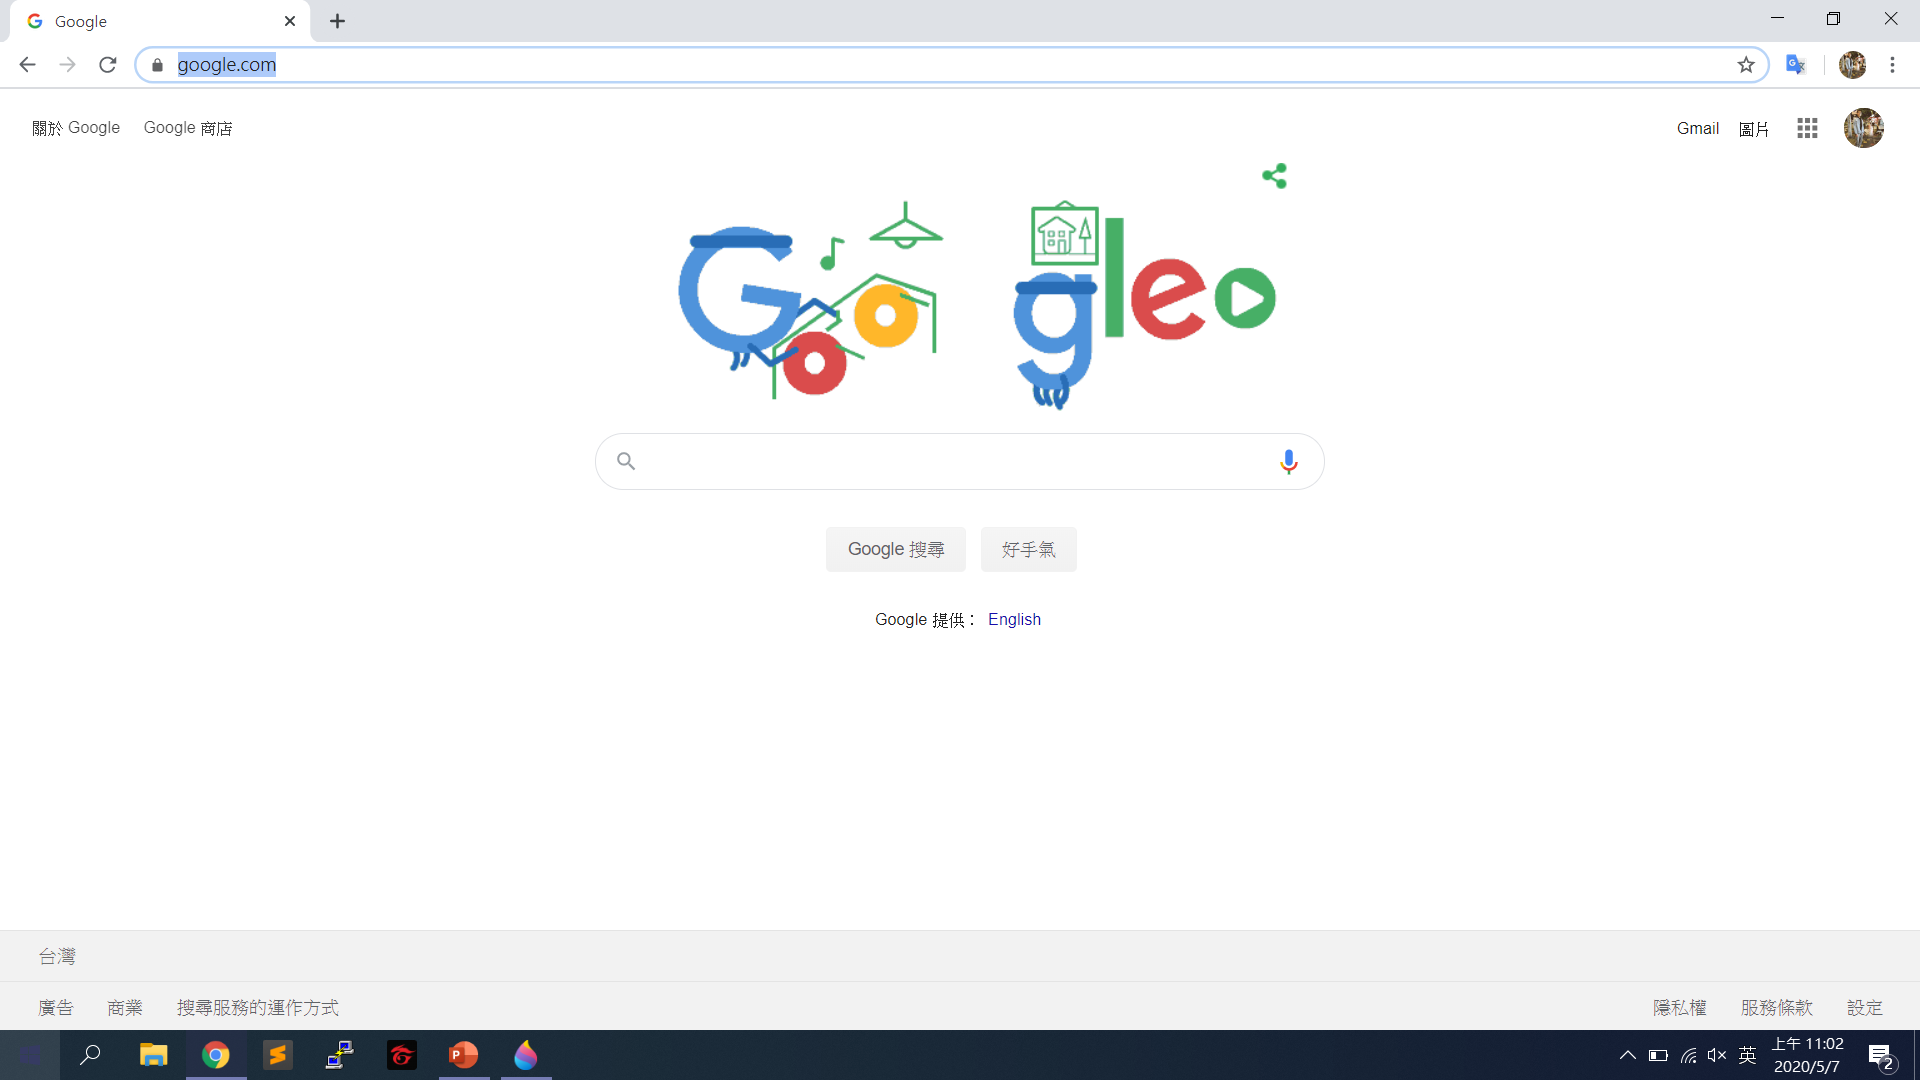 Google
google.com
關於 Google Google 商店
Gmail 圖片
Google
Google 搜尋 好手氣
Google 提供： English
台灣
廣告 商業 搜尋服務的運作方式
隱私權 服務條款 設定
英 上午 11:02
2020/5/7
2